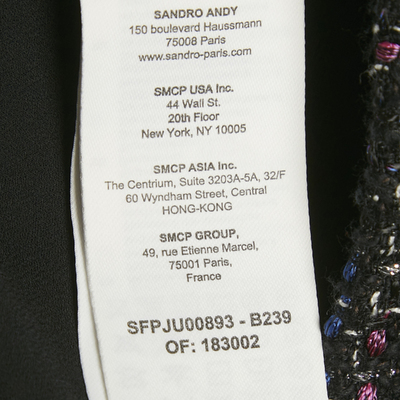 SANDRO ANDY
150 boulevard Haussmann
75008 Paris
www.sandro-paris.com
SMCP USA Inc.
44 Wall St.
20th Floor
New York, NY 10005
SMCP ASIA Inc.
The Centrium, Suite 3203A-5A, 32/F
60 Wyndham Street, Central
HONG-KONG
SMCP GROUP,
49, rue Etienne Marcel,
75001 Paris,
France
SFPJU00893 - B239
OF: 183002